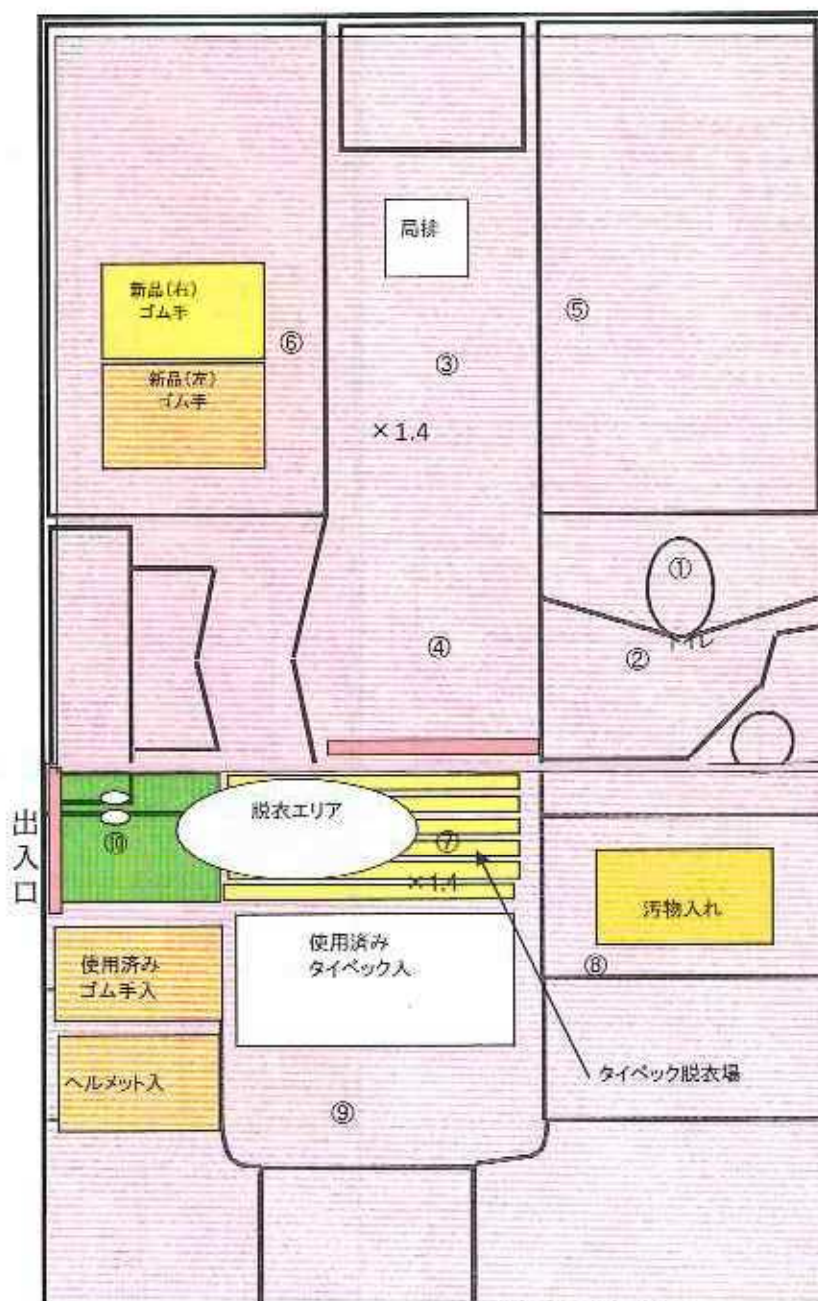 局排
新品(右)
ゴム手
⑥
⑤
③
新品(左)
ゴム手
×1.4
①
トイレ
④
②
出入口
脱衣エリア
⑩
⑦
×1.4
汚物入れ
使用済み
タイベック入
使用済み
ゴム手入
⑧
ヘルメット入
タイベック脱衣場
⑨